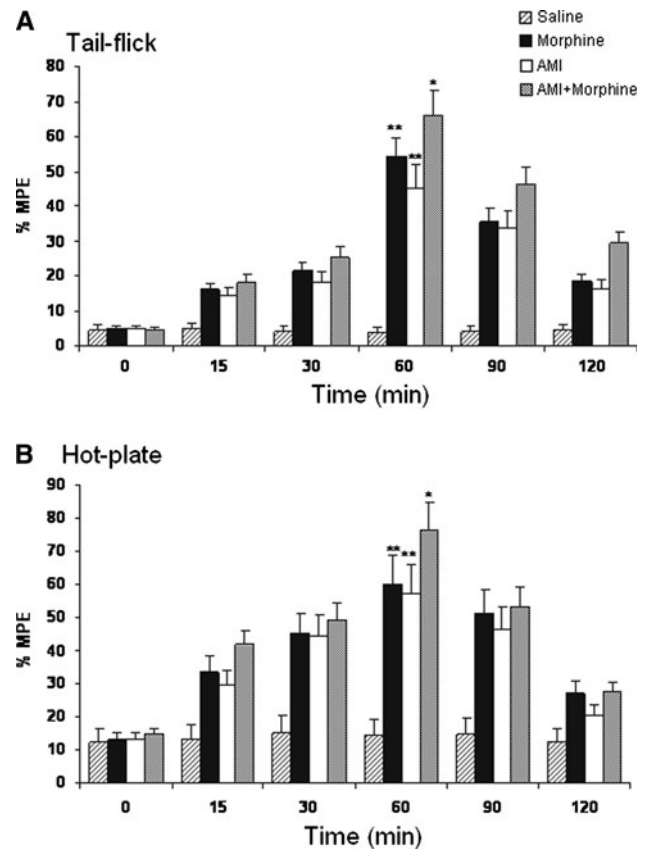 A
Tail-flick
Saline
Morphine
AMI
AMI+Morphine
80
70
60
50
40
30
20
10
0
% MPE
** ** *
0 15 30 60 90 120
Time (min)
B Hot-plate
90
80
70
60
50
40
30
20
10
0
% MPE
** ** *
0 15 30 60 90 120
Time (min)